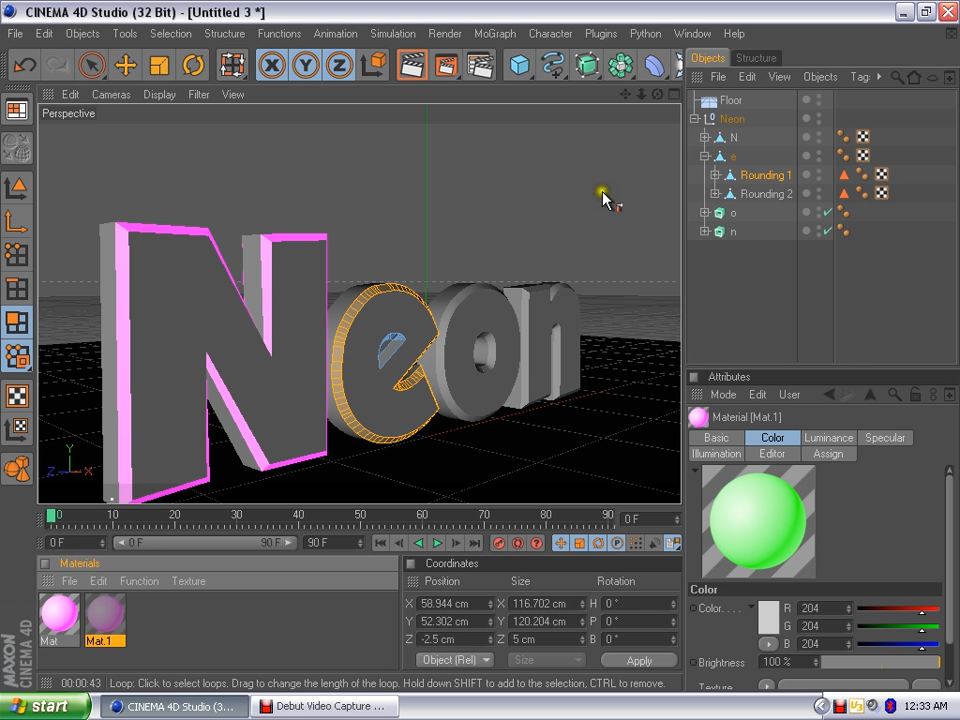 CINEMA 4D Studio (32 Bit) - [Untitled 3 *]
File Edit Objects Tools Selection Structure Functions Animation Simulation Render MoGraph Character Plugins Python Window Help
X Y Z
Objects Structure
File Edit View Objects Tag:
Edit Cameras Display Filter View
Perspective
Floor
Neon
N
e
Rounding 1
Rounding 2
o
n
Neon
Y
Z X
Attributes
Mode Edit User
Material [Mat.1]
Basic Color Luminance Specular
Illumination Editor Assign
Color
Color. . . . R 204
G 204
B 204
Brightness 100 %
Texture
0 10 20 30 40 50 60 70 80 90 0 F
0 F 0 F 90 F 90 F
Materials
File Edit Function Texture
Mat Mat.1
Coordinates
Position Size Rotation
X 58.944 cm X 116.702 cm H 0 °
Y 52.302 cm Y 120.204 cm P 0 °
Z -2.5 cm Z 5 cm B 0 °
Object (Rel) Size Apply
MAXON
CINEMA 4D
00:00:43 Loop: Click to select loops. Drag to change the length of the loop. Hold down SHIFT to add to the selection, CTRL to remove.
start CINEMA 4D Studio (3... Debut Video Capture ... 12:33 AM